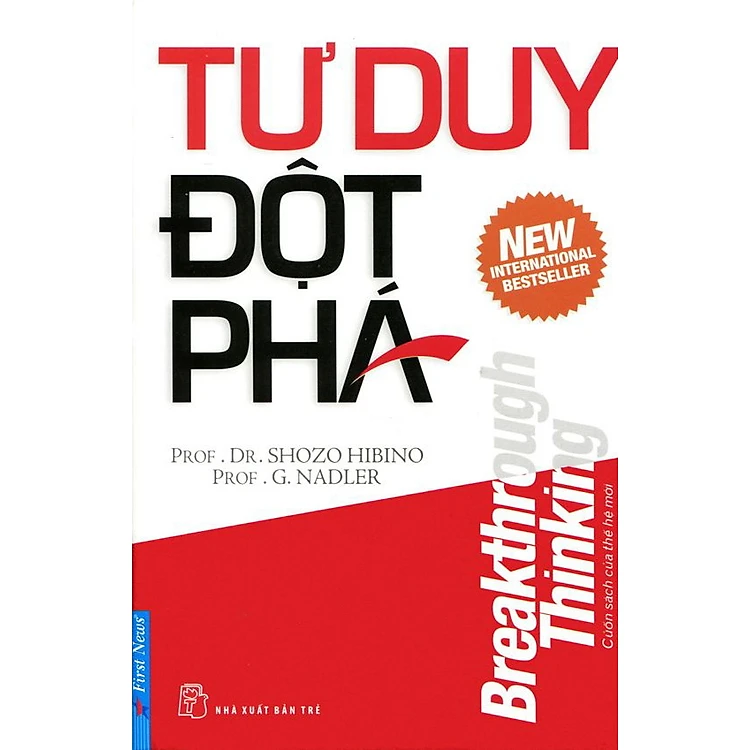 TƯ DUY
ĐỘT
PHÁ
NEW
INTERNATIONAL
BESTSELLER
PROF . DR. SHOZO HIBINO
PROF . G. NADLER
Breakthrough
Thinking
Cuốn sách của thế hệ mới
First News
T
NHÀ XUẤT BẢN TRẺ